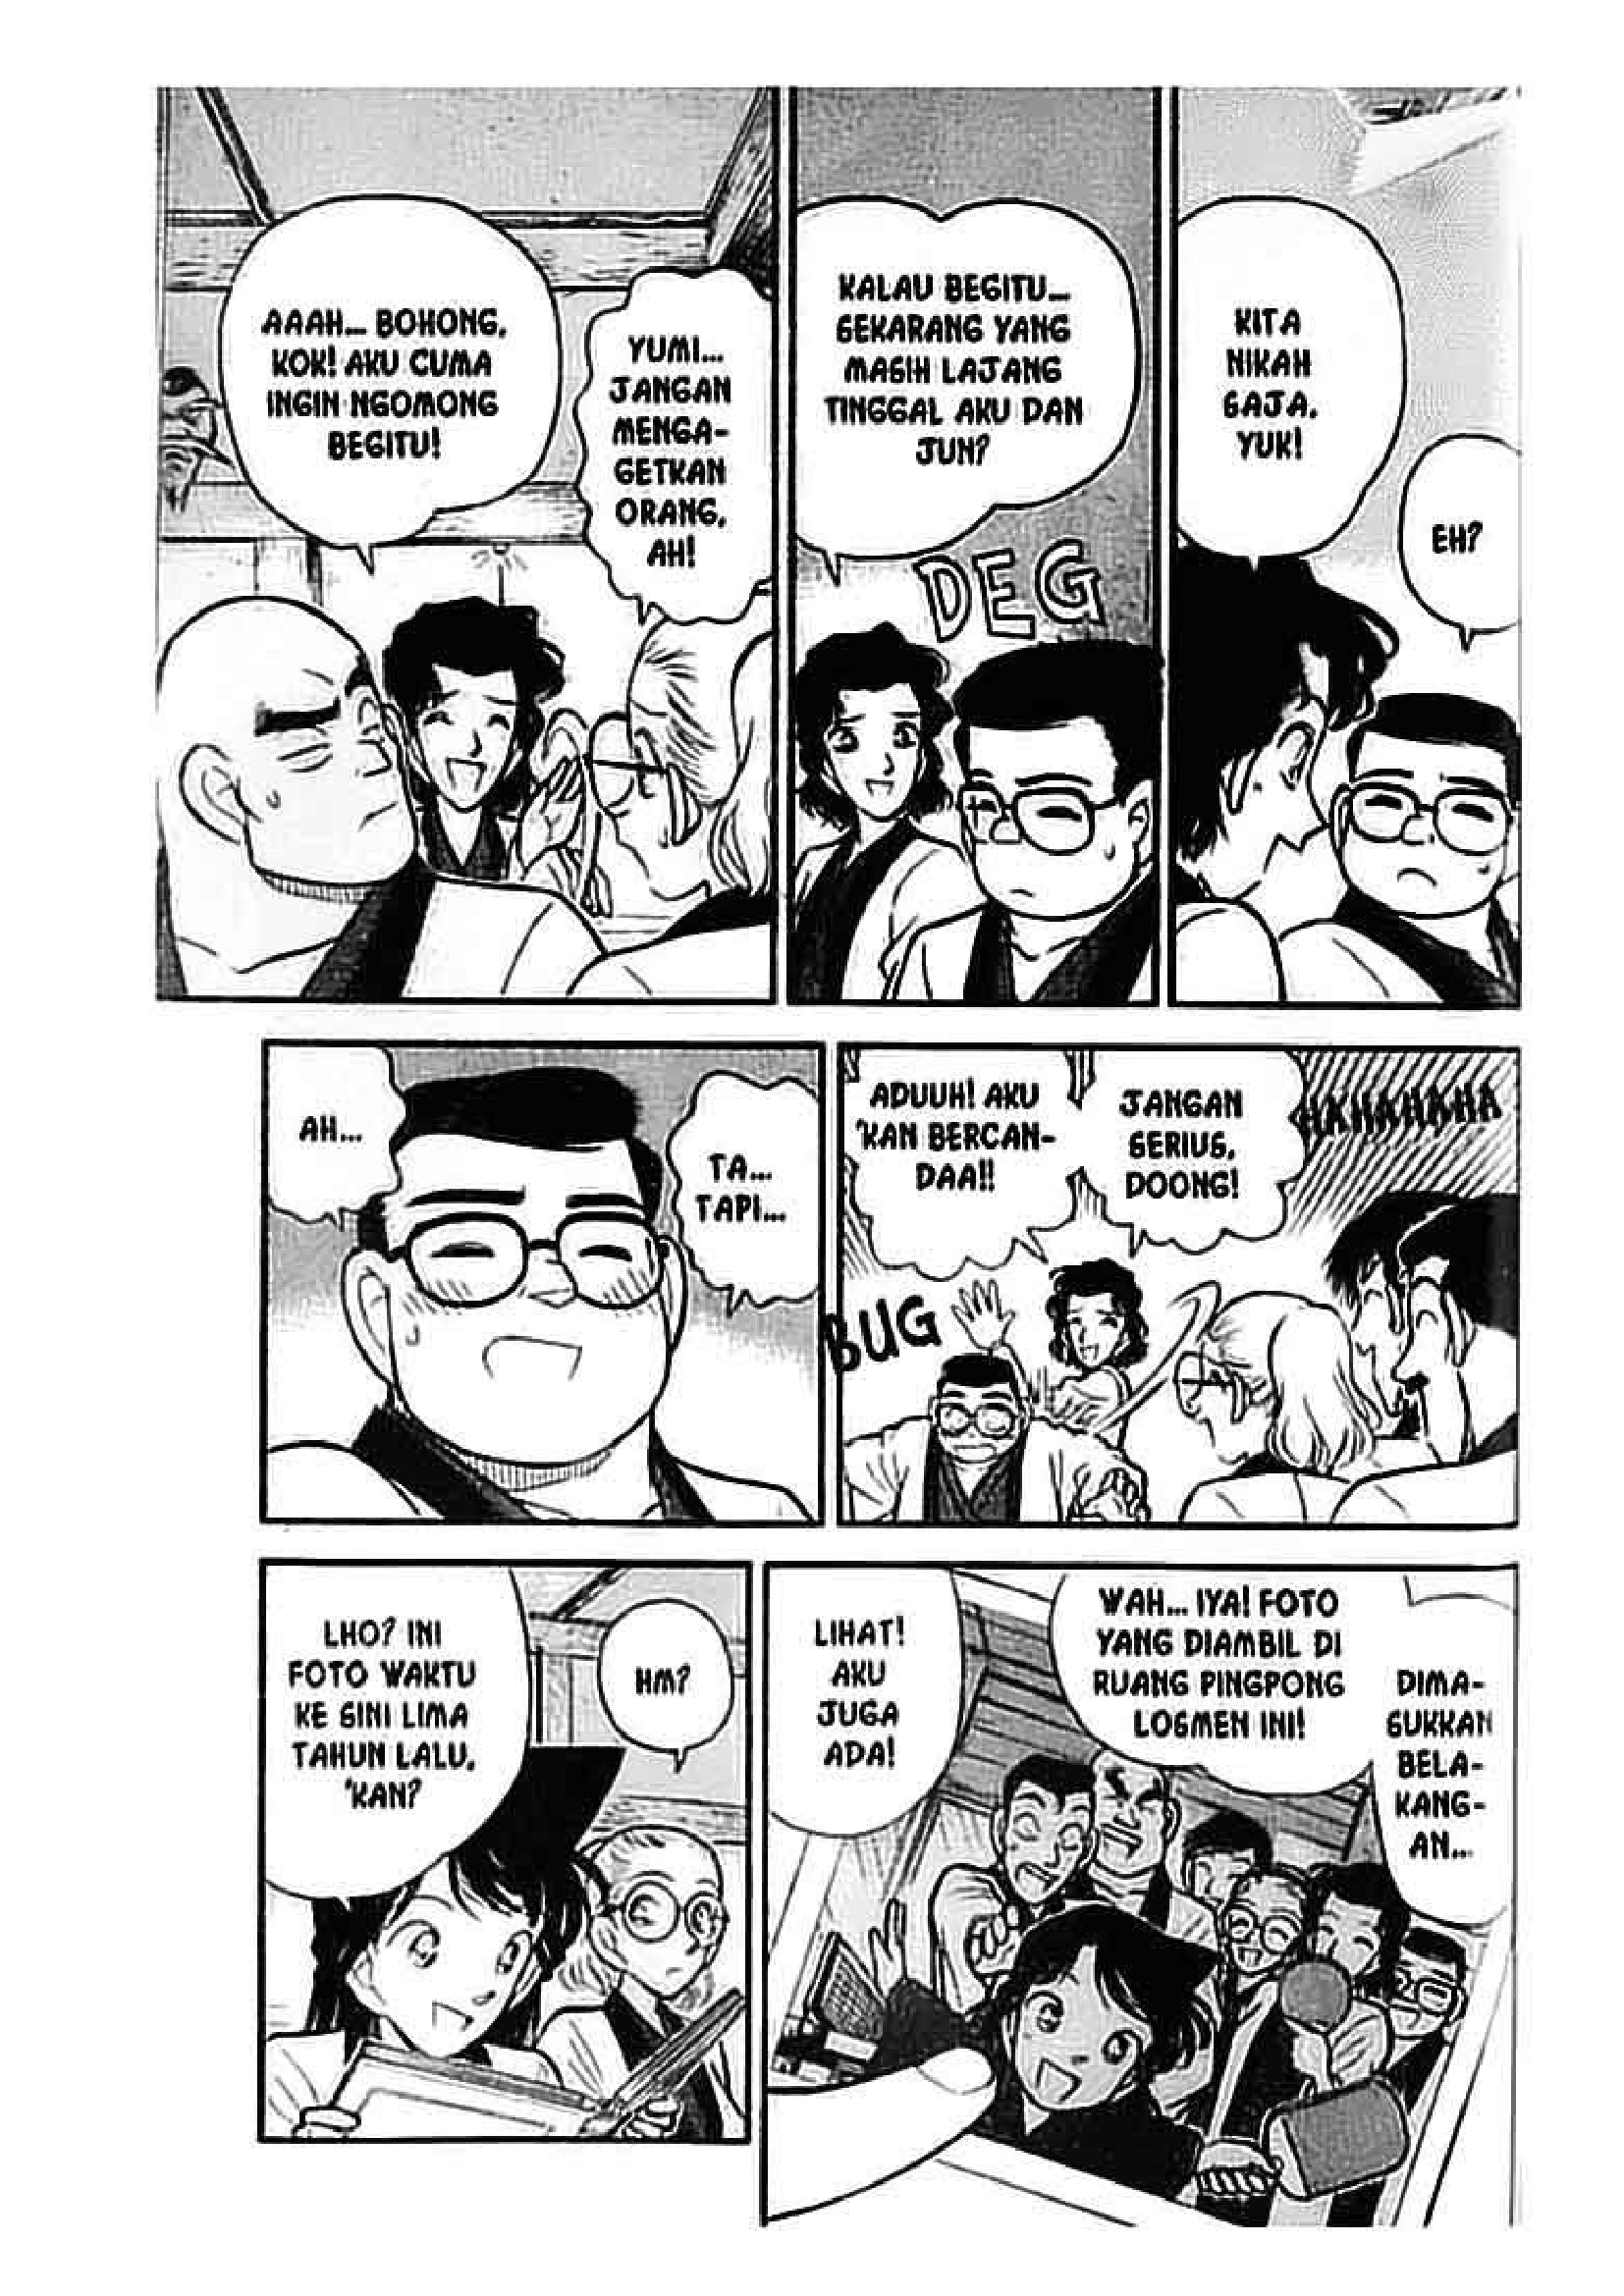 AAAH... BOHONG,
KOK! AKU CUMA
INGIN NGOMONG
BEGITU!
YUMI...
JANGAN
MENGA-
GETKAN
ORANG,
AH!
KALAU BEGITU...
SEKARANG YANG
MASIH LAJANG
TINGGAL AKU DAN
JUN?
DEG
KITA
NIKAH
SAJA,
YUK!
EH?
AH...
TA...
TAPI...
ADUUH! AKU
'KAN BERCAN-
DAA!!
JANGAN
SERIUS,
DOONG!
HAHAHAHA
BUG
LHO? INI
FOTO WAKTU
KE SINI LIMA
TAHUN LALU,
'KAN?
HM?
LIHAT!
AKU
JUGA
ADA!
WAH... IYA! FOTO
YANG DIAMBIL DI
RUANG PINGPONG
LOSMEN INI!
DIMA-
SUKKAN
BELA-
KANG-
AN...